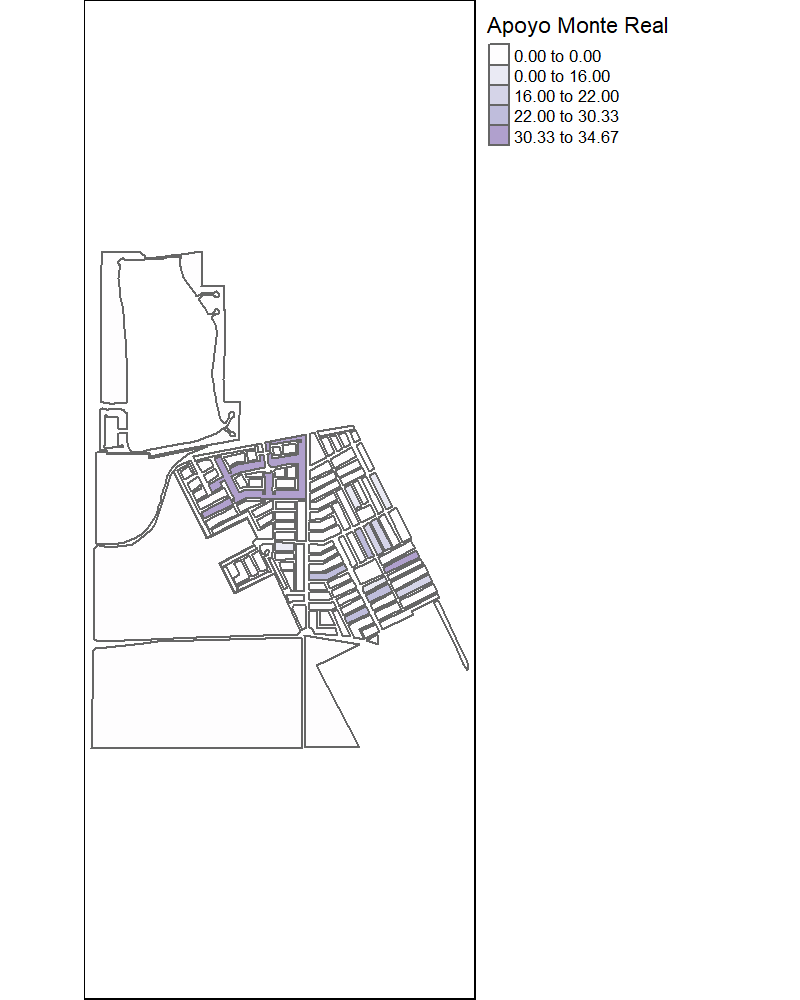 Apoyo Monte Real
0.00 to 0.00
0.00 to 16.00
16.00 to 22.00
22.00 to 30.33
30.33 to 34.67